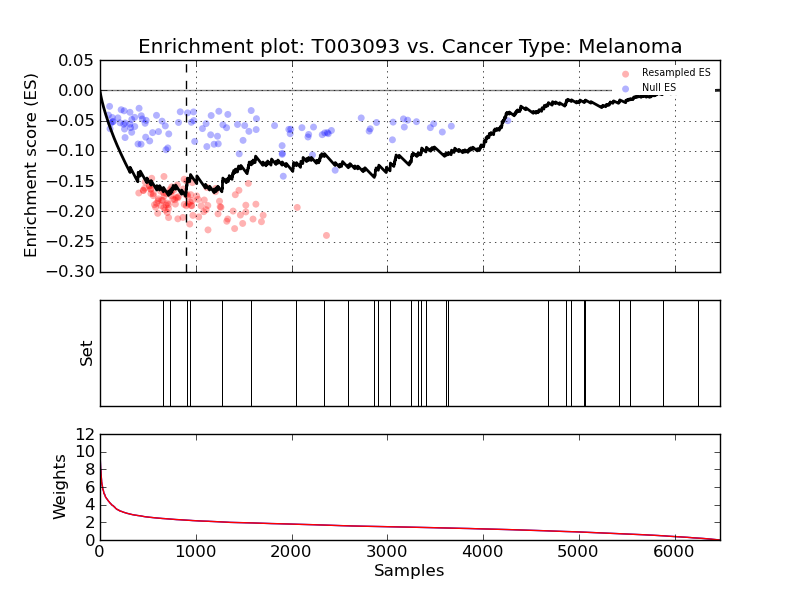 Enrichment plot: T003093 vs. Cancer Type: Melanoma
Enrichment score (ES)
0.05
0.00
−0.05
−0.10
−0.15
−0.20
−0.25
−0.30
Resampled ES
Null ES
Set
Weights
12
10
8
6
4
2
0
0 1000 2000 3000 4000 5000 6000
Samples